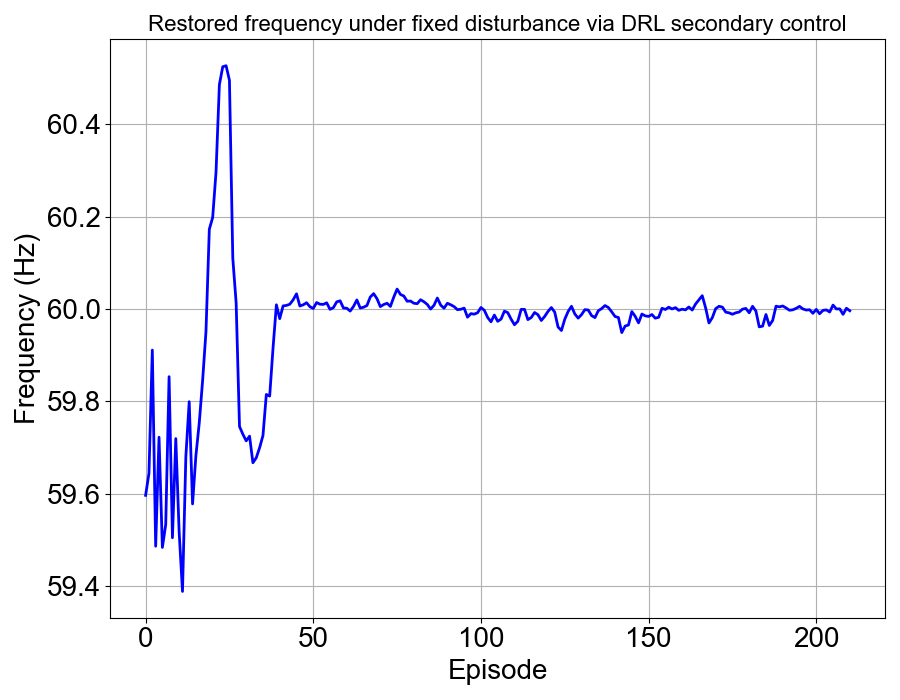 Restored frequency under fixed disturbance via DRL secondary control
Frequency (Hz)
60.4
60.2
60.0
59.8
59.6
59.4
0 50 100 150 200
Episode